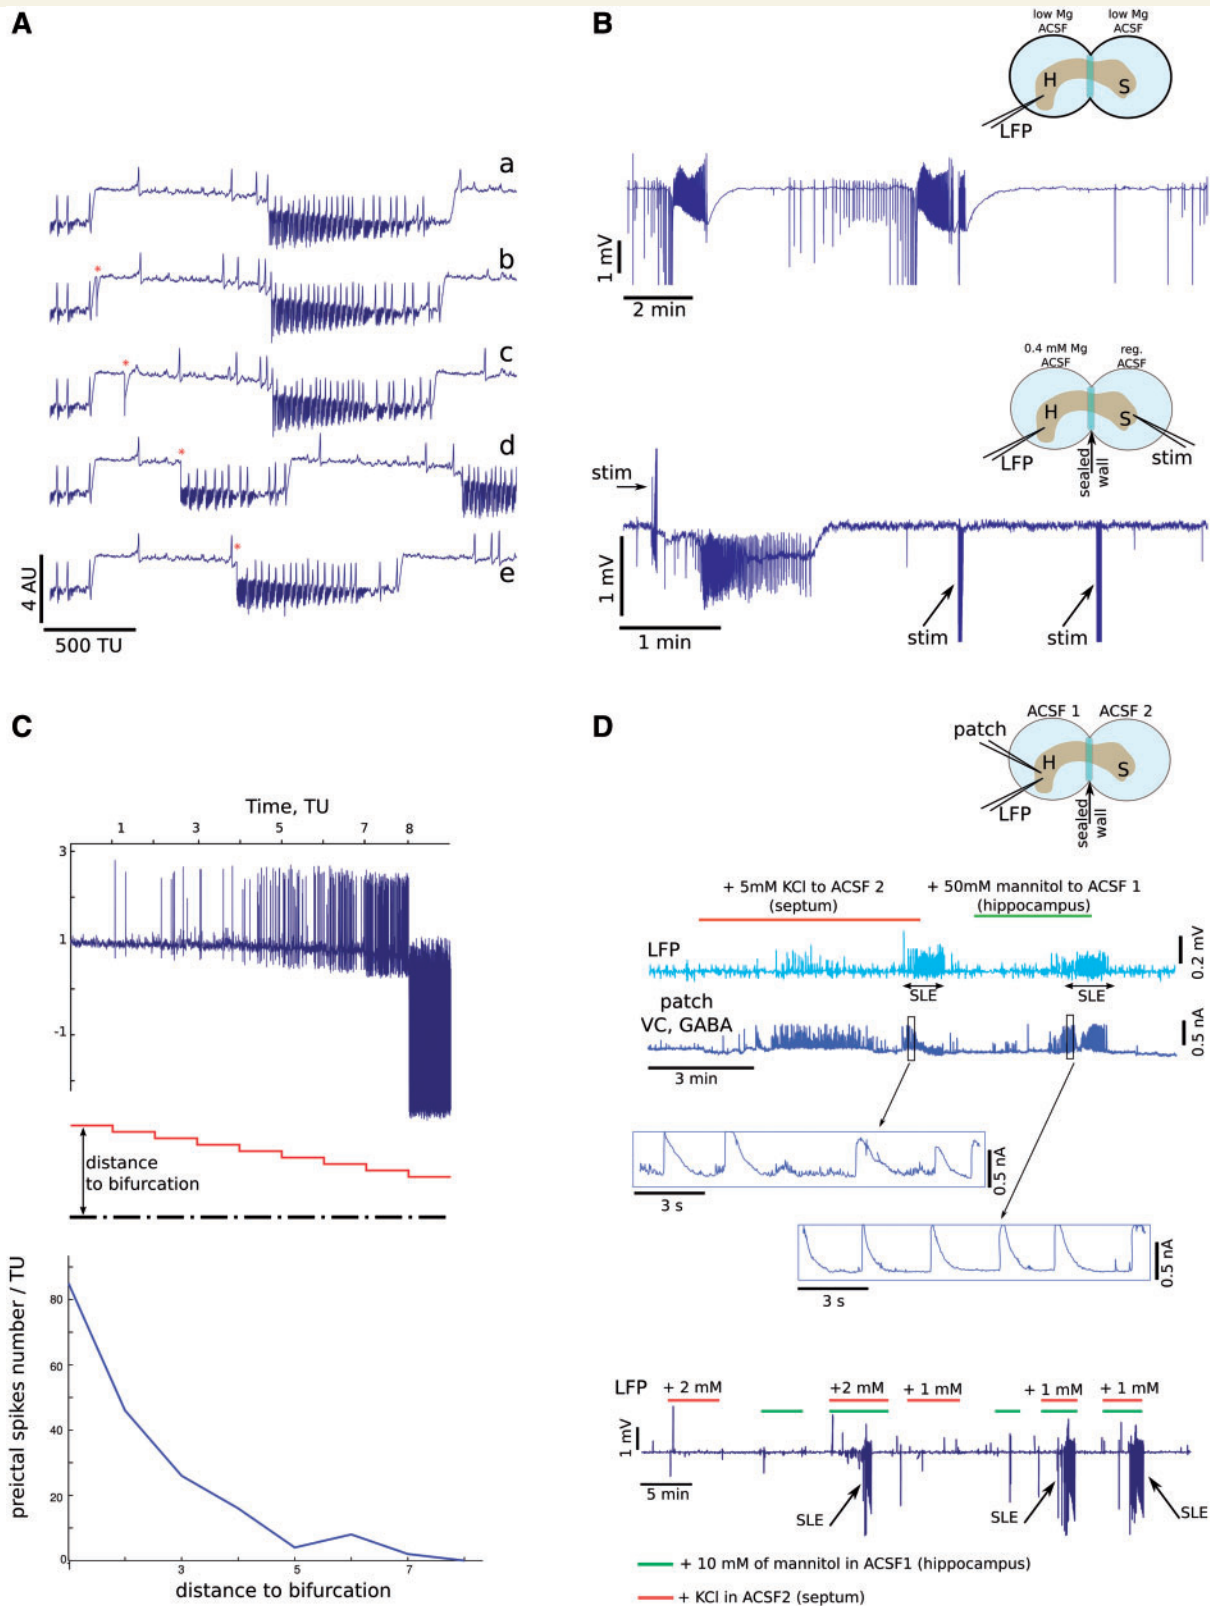 A
a
*
b
*
c
*
d
*
e
4 AU
500 TU
B
low Mg
ACSF
low Mg
ACSF
H
S
LFP
1 mV
2 min
0.4 mM Mg
ACSF
reg.
ACSF
H
S
LFP
sealed
wall
stim
stim
1 mV
1 min
stim
stim
C
Time, TU
1 3 5 7 8
3
1
-1
distance
to bifurcation
preictal spikes number / TU
80
60
40
20
0
1 3 5 7
distance to bifurcation
D
ACSF 1 ACSF 2
patch
H
S
LFP
sealed
wall
+ 5mM KCl to ACSF 2
(septum)
+ 50mM mannitol to ACSF 1
(hippocampus)
LFP
0.2 mV
SLE
SLE
patch
VC, GABA
0.5 nA
3 min
0.5 nA
3 s
0.5 nA
3 s
LFP
+ 2 mM
+2 mM
+ 1 mM
+ 1 mM
+ 1 mM
1 mV
5 min
SLE
SLE
SLE
+ 10 mM of mannitol in ACSF1 (hippocampus)
+ KCl in ACSF2 (septum)